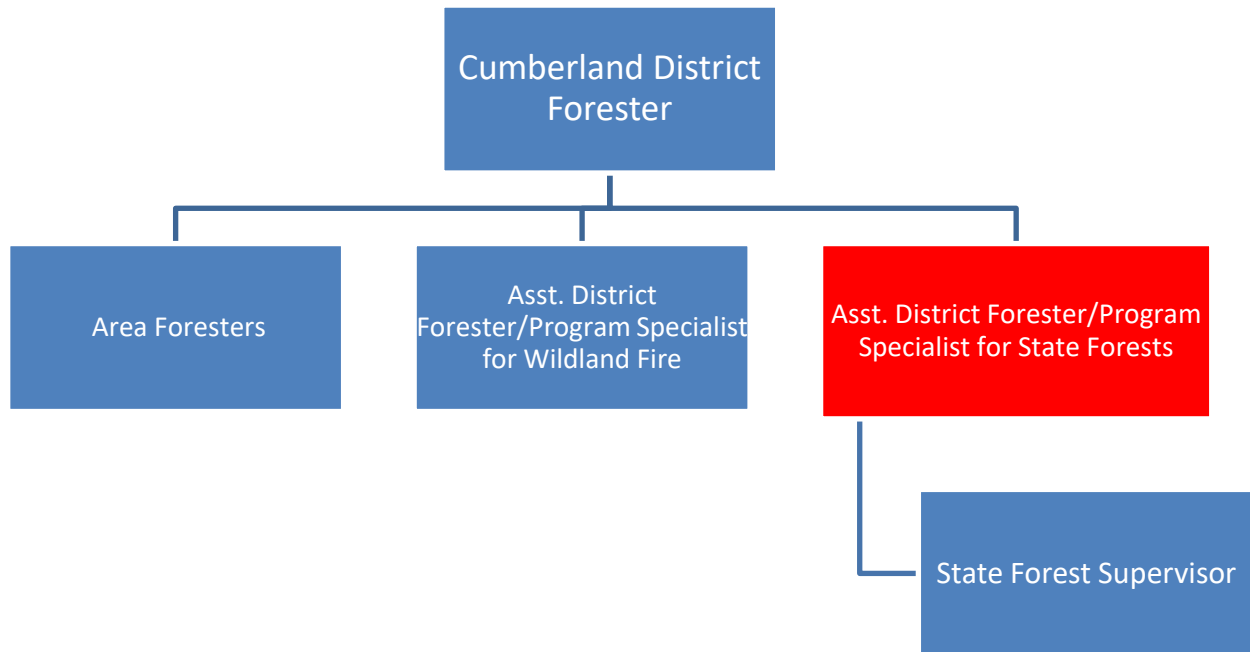 Cumberland District
Forester
Area Foresters
Asst. District
Forester/Program Specialist
for Wildland Fire
Asst. District Forester/Program
Specialist for State Forests
State Forest Supervisor